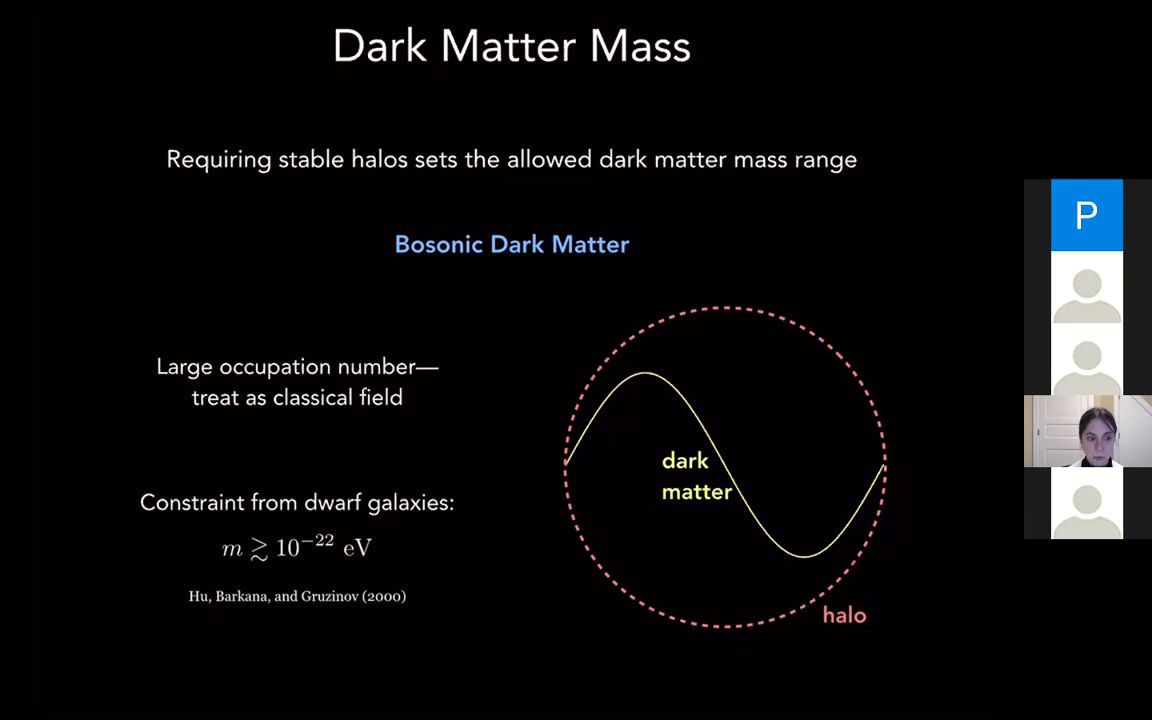 Dark Matter Mass
Requiring stable halos sets the allowed dark matter mass range
Bosonic Dark Matter
Large occupation number—
treat as classical field
Constraint from dwarf galaxies:
m ≳ 10⁻²² eV
Hu, Barkana, and Gruzinov (2000)
dark
matter
halo
P